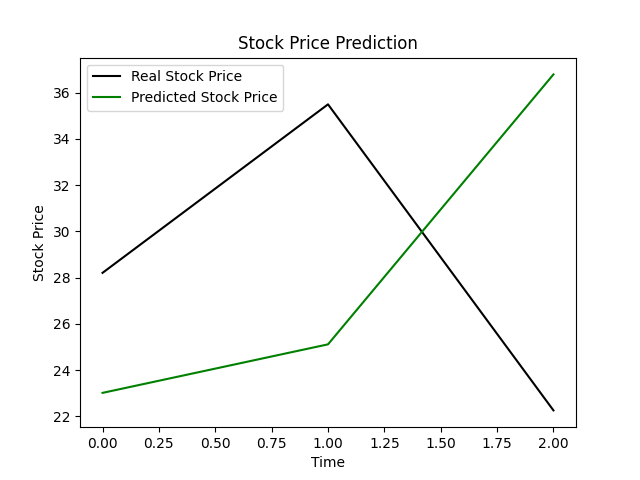 Stock Price Prediction
Real Stock Price
Predicted Stock Price
Stock Price
36
34
32
30
28
26
24
22
0.00 0.25 0.50 0.75 1.00 1.25 1.50 1.75 2.00
Time